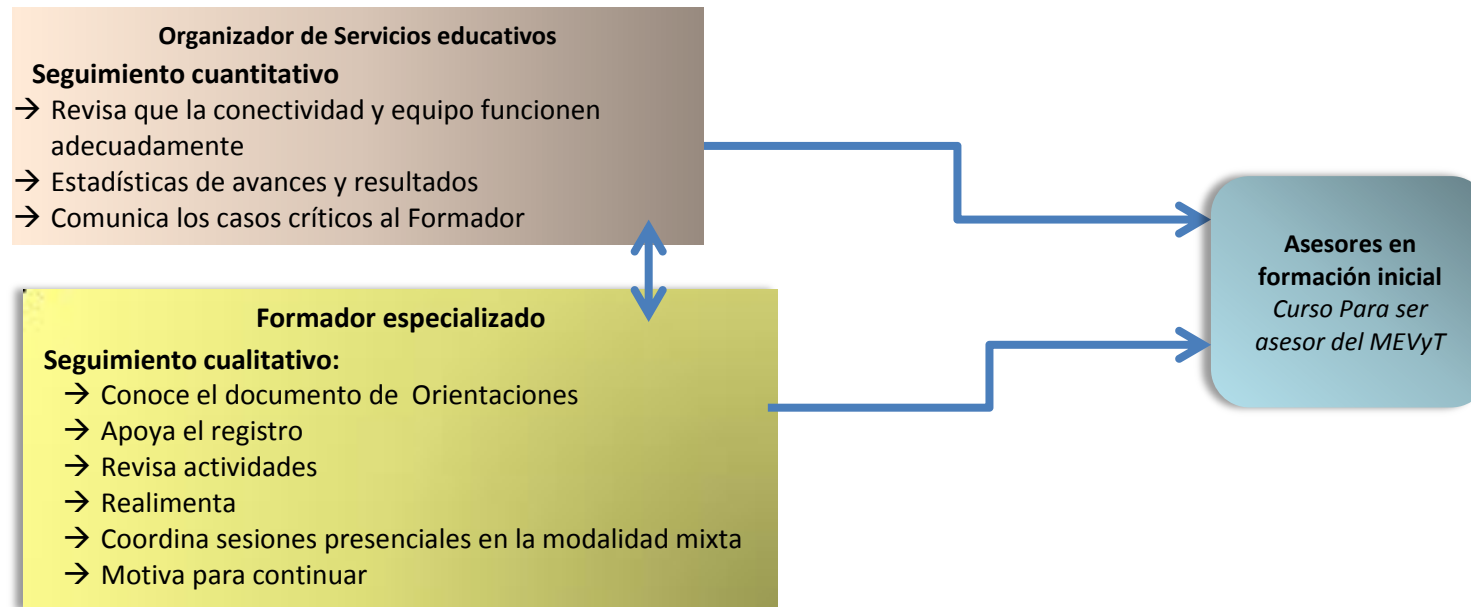 Organizador de Servicios educativos
Seguimiento cuantitativo
→ Revisa que la conectividad y equipo funcionen
adecuadamente
→ Estadísticas de avances y resultados
→ Comunica los casos críticos al Formador
Formador especializado
Seguimiento cualitativo:
→ Conoce el documento de Orientaciones
→ Apoya el registro
→ Revisa actividades
→ Realimenta
→ Coordina sesiones presenciales en la modalidad mixta
→ Motiva para continuar
Asesores en
formación inicial
Curso Para ser
asesor del MEVyT